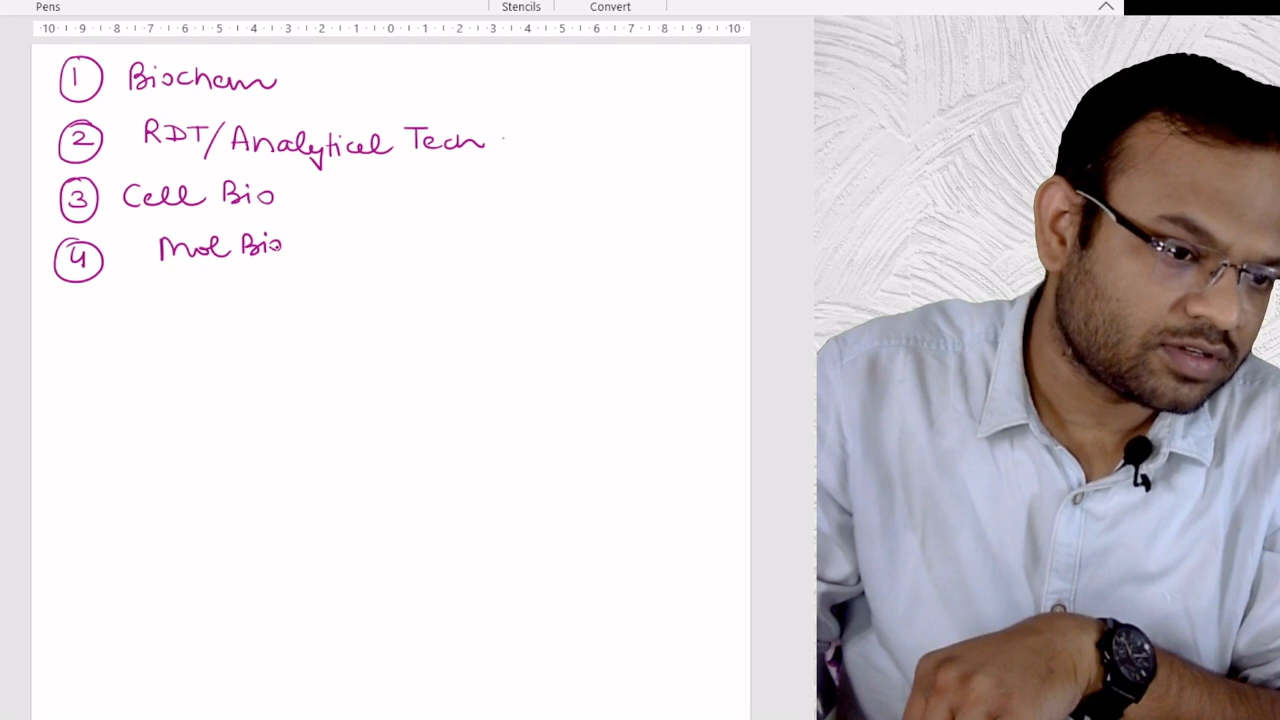 Pens Stencils Convert
10 9 8 7 6 5 4 3 2 1 0 1 2 3 4 5 6 7 8 9 10
1 Biochem
2 RDT/Analytical Tech
3 Cell Bio
4 Mol Bio